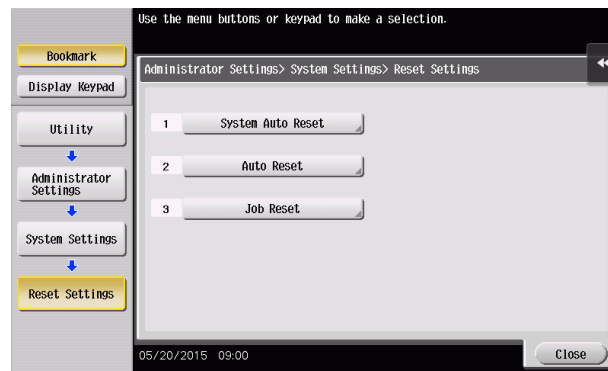 Use the menu buttons or keypad to make a selection.
Bookmark
Display Keypad
Utility
Administrator
Settings
System Settings
Reset Settings
Administrator Settings> System Settings> Reset Settings
1 System Auto Reset
2 Auto Reset
3 Job Reset
05/20/2015 09:00
Close